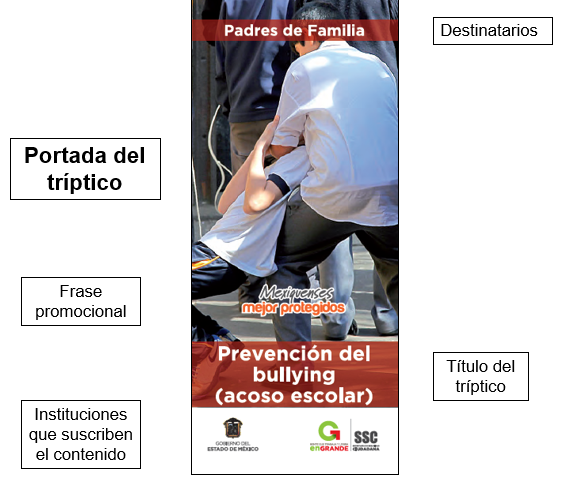 Padres de Familia
Destinatarios
Portada del
tríptico
Frase
promocional
Mexiquenses
mejor protegidos
Prevención del
bullying
(acoso escolar)
Título del
tríptico
Instituciones
que suscriben
el contenido
GOBIERNO DEL
ESTADO DE MÉXICO
enGRANDE
SSC